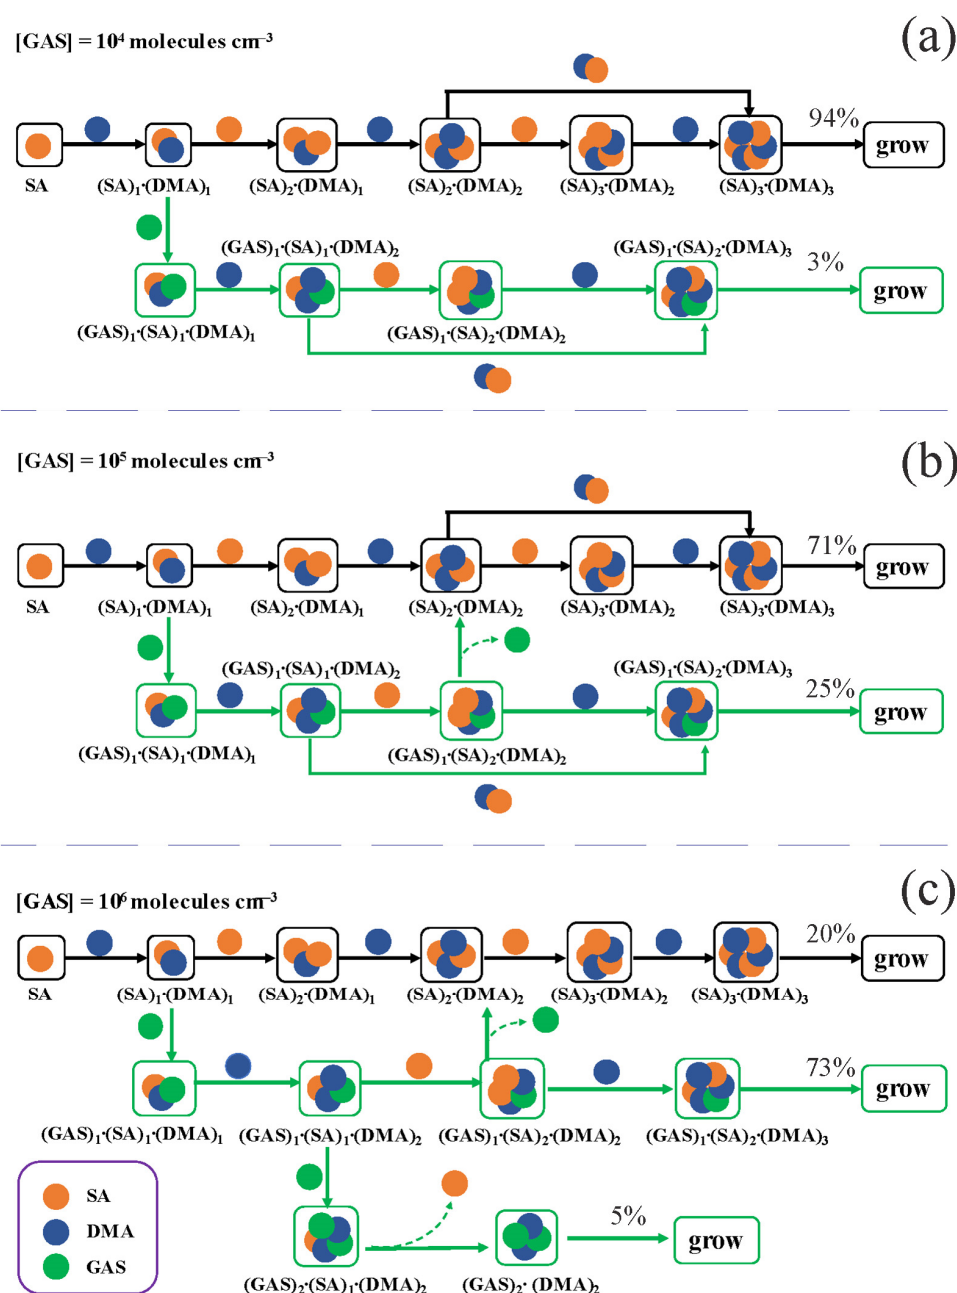 [GAS] = 10⁴ molecules cm⁻³
(a)
94%
grow
SA
(SA)₁·(DMA)₁
(SA)₂·(DMA)₁
(SA)₂·(DMA)₂
(SA)₃·(DMA)₂
(SA)₃·(DMA)₃
(GAS)₁·(SA)₁·(DMA)₂
(GAS)₁·(SA)₂·(DMA)₃
3%
grow
(GAS)₁·(SA)₁·(DMA)₁
(GAS)₁·(SA)₂·(DMA)₂
[GAS] = 10⁵ molecules cm⁻³
(b)
71%
grow
SA
(SA)₁·(DMA)₁
(SA)₂·(DMA)₁
(SA)₂·(DMA)₂
(SA)₃·(DMA)₂
(SA)₃·(DMA)₃
(GAS)₁·(SA)₁·(DMA)₂
(GAS)₁·(SA)₂·(DMA)₃
25%
grow
(GAS)₁·(SA)₁·(DMA)₁
(GAS)₁·(SA)₂·(DMA)₂
[GAS] = 10⁶ molecules cm⁻³
(c)
20%
grow
SA
(SA)₁·(DMA)₁
(SA)₂·(DMA)₁
(SA)₂·(DMA)₂
(SA)₃·(DMA)₂
(SA)₃·(DMA)₃
73%
grow
(GAS)₁·(SA)₁·(DMA)₁
(GAS)₁·(SA)₁·(DMA)₂
(GAS)₁·(SA)₂·(DMA)₂
(GAS)₁·(SA)₂·(DMA)₃
SA
DMA
GAS
5%
grow
(GAS)₂·(SA)₁·(DMA)₂
(GAS)₂·(DMA)₂